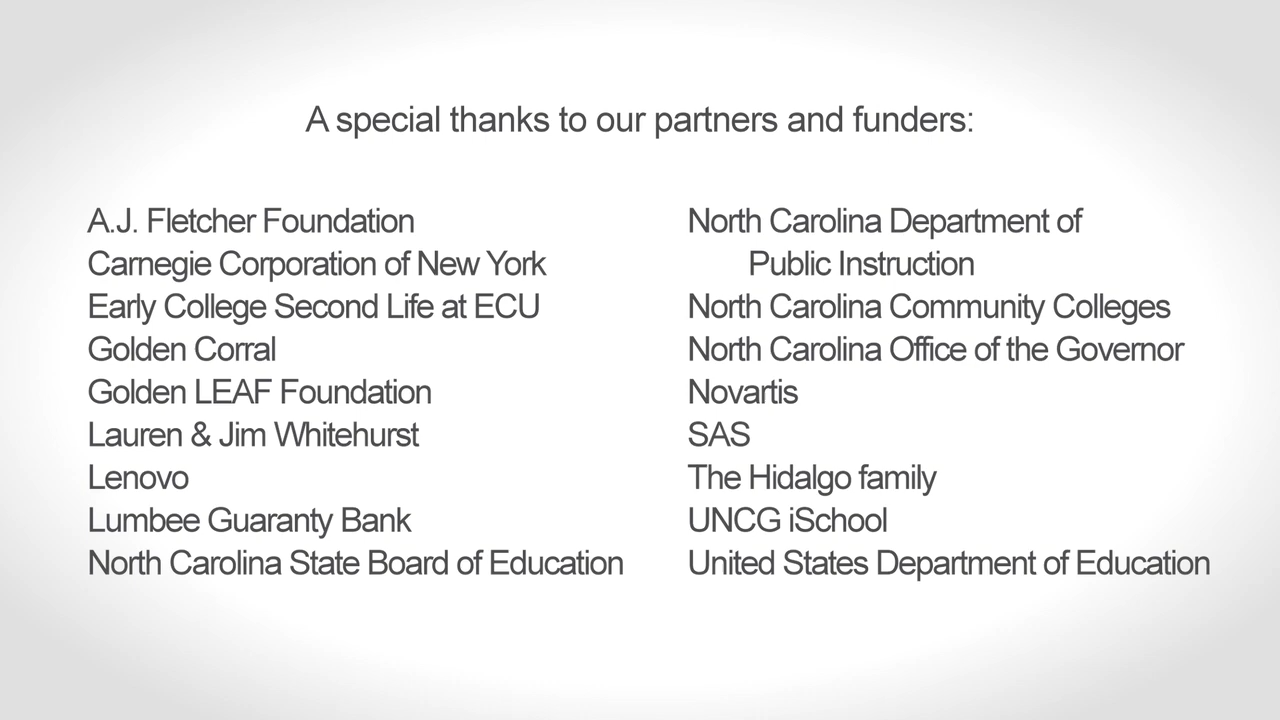 A special thanks to our partners and funders:
A.J. Fletcher Foundation
Carnegie Corporation of New York
Early College Second Life at ECU
Golden Corral
Golden LEAF Foundation
Lauren & Jim Whitehurst
Lenovo
Lumbee Guaranty Bank
North Carolina State Board of Education
North Carolina Department of
Public Instruction
North Carolina Community Colleges
North Carolina Office of the Governor
Novartis
SAS
The Hidalgo family
UNCG iSchool
United States Department of Education